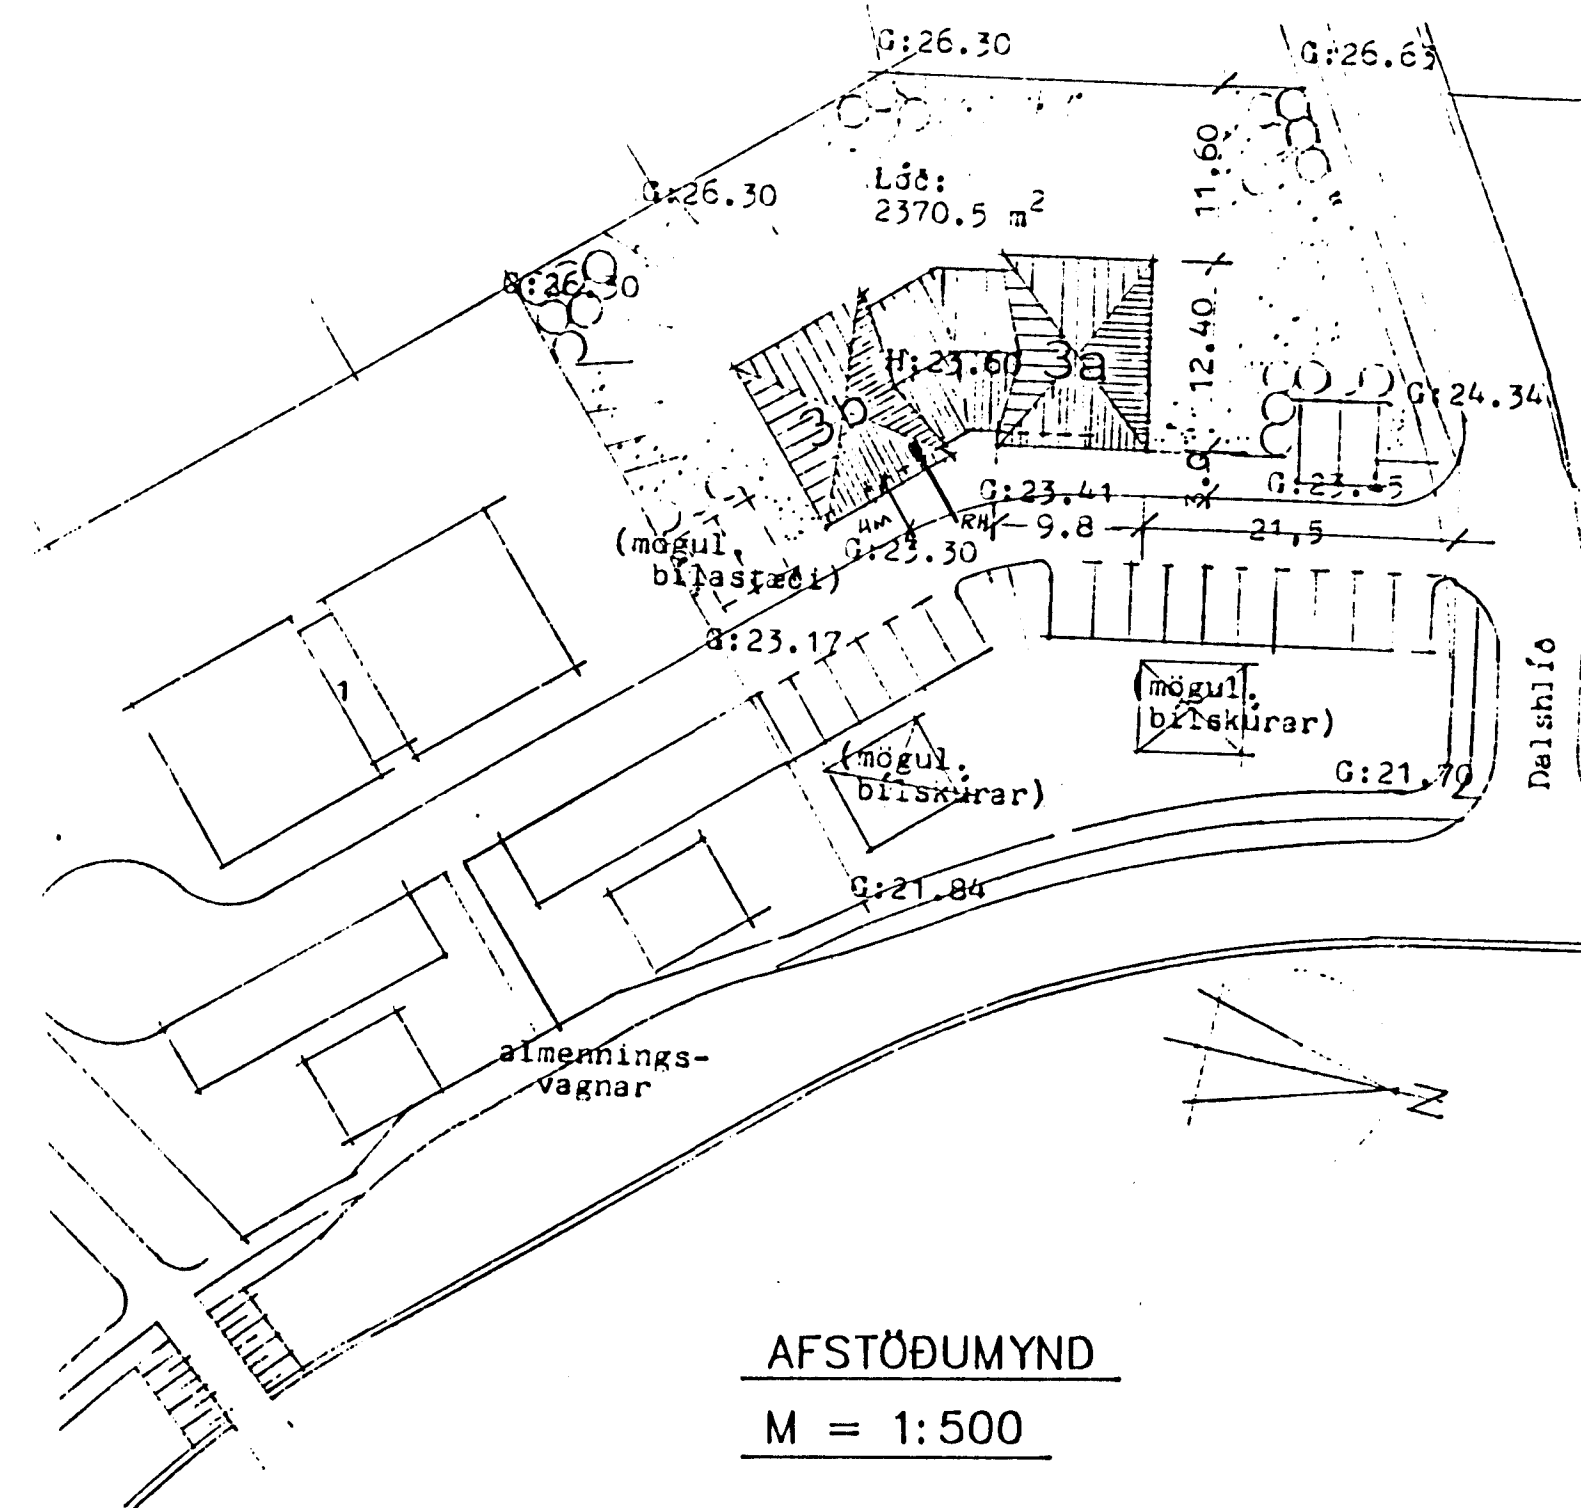 G:26.30
G:26.63
G:26.30
Lóð:
2370.5 m²
11.60
G:26.30
12.40
H:23.60
3a
3b
G:24.34
3.0
G:23.41
G:23.45
4M
RH
9.8
21,5
G:23.30
(mögul.
bílastæði)
G:23.17
1
(mögul.
bílskúrar)
Dalshlíð
(mögul.
bílskúrar)
G:21.70
G:21.84
almennings-
vagnar
N
AFSTÖÐUMYND
M = 1:500